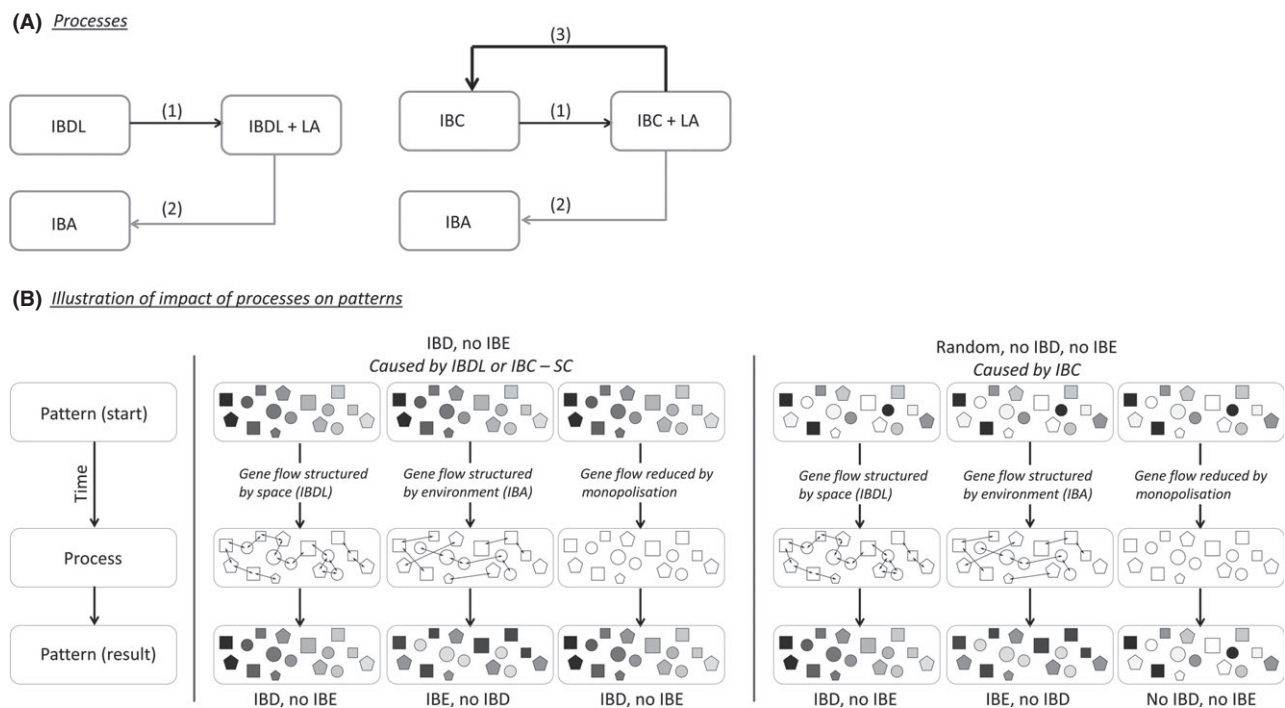 (A) Processes
(3)
IBDL
(1)
IBDL + LA
IBC
(1)
IBC + LA
IBA
(2)
IBA
(2)
(B) Illustration of impact of processes on patterns
IBD, no IBE
Caused by IBDL or IBC – SC
Random, no IBD, no IBE
Caused by IBC
Pattern (start)
Time
Gene flow structured
by space (IBDL)
Gene flow structured
by environment (IBA)
Gene flow reduced by
monopolisation
Gene flow structured
by space (IBDL)
Gene flow structured
by environment (IBA)
Gene flow reduced by
monopolisation
Process
Pattern (result)
IBD, no IBE
IBE, no IBD
IBD, no IBE
IBD, no IBE
IBE, no IBD
No IBD, no IBE